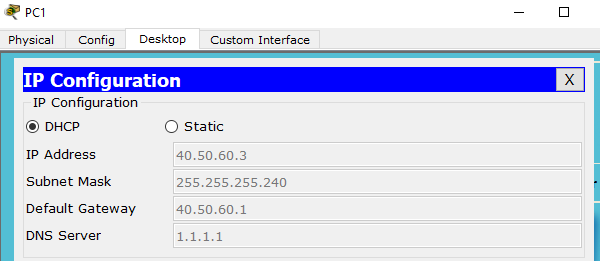 PC1
Physical Config Desktop Custom Interface
IP Configuration X
IP Configuration
DHCP Static
IP Address 40.50.60.3
Subnet Mask 255.255.255.240
Default Gateway 40.50.60.1
DNS Server 1.1.1.1